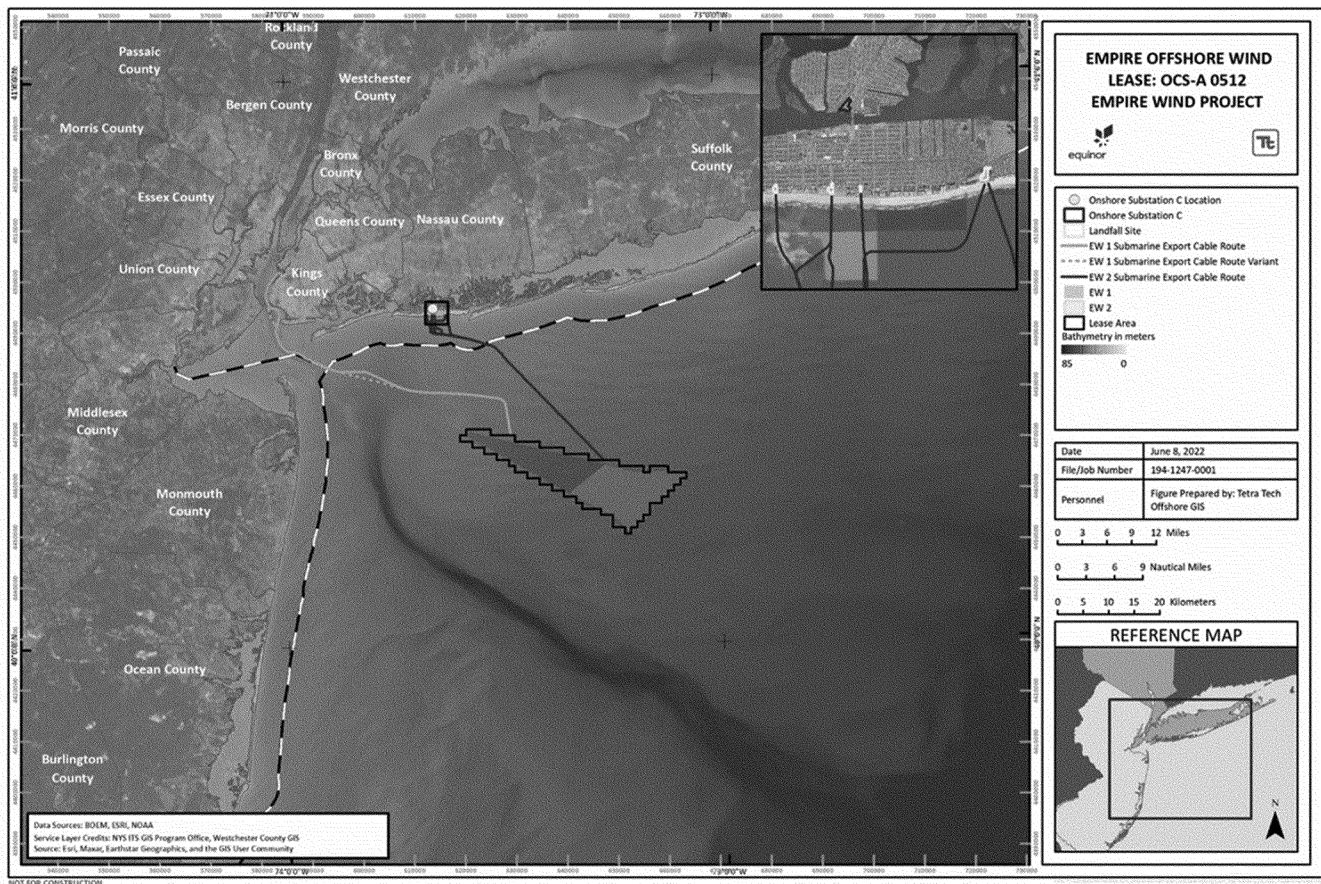 Rockland
County
Passaic
County
Westchester
County
Bergen County
Morris County
Bronx
County
Suffolk
County
Essex County
Queens County
Nassau County
Union County
Kings
County
Middlesex
County
Monmouth
County
Ocean County
Burlington
County
Data Sources: BOEM, ESRI, NOAA
Service Layer Credits: NYS ITS GIS Program Office, Westchester County GIS
Source: Esri, Maxar, Earthstar Geographics, and the GIS User Community
NOT FOR CONSTRUCTION
74°0'0"W
73°0'0"W
EMPIRE OFFSHORE WIND
LEASE: OCS-A 0512
EMPIRE WIND PROJECT
equinor
Tt
Onshore Substation C Location
Onshore Substation C
Landfall Site
EW 1 Submarine Export Cable Route
EW 1 Submarine Export Cable Route Variant
EW 2 Submarine Export Cable Route
EW 1
EW 2
Lease Area
Bathymetry in meters
85 0
Date June 8, 2022
File/Job Number 194-1247-0001
Personnel Figure Prepared by: Tetra Tech
Offshore GIS
0 3 6 9 12 Miles
0 3 6 9 Nautical Miles
0 5 10 15 20 Kilometers
REFERENCE MAP
N